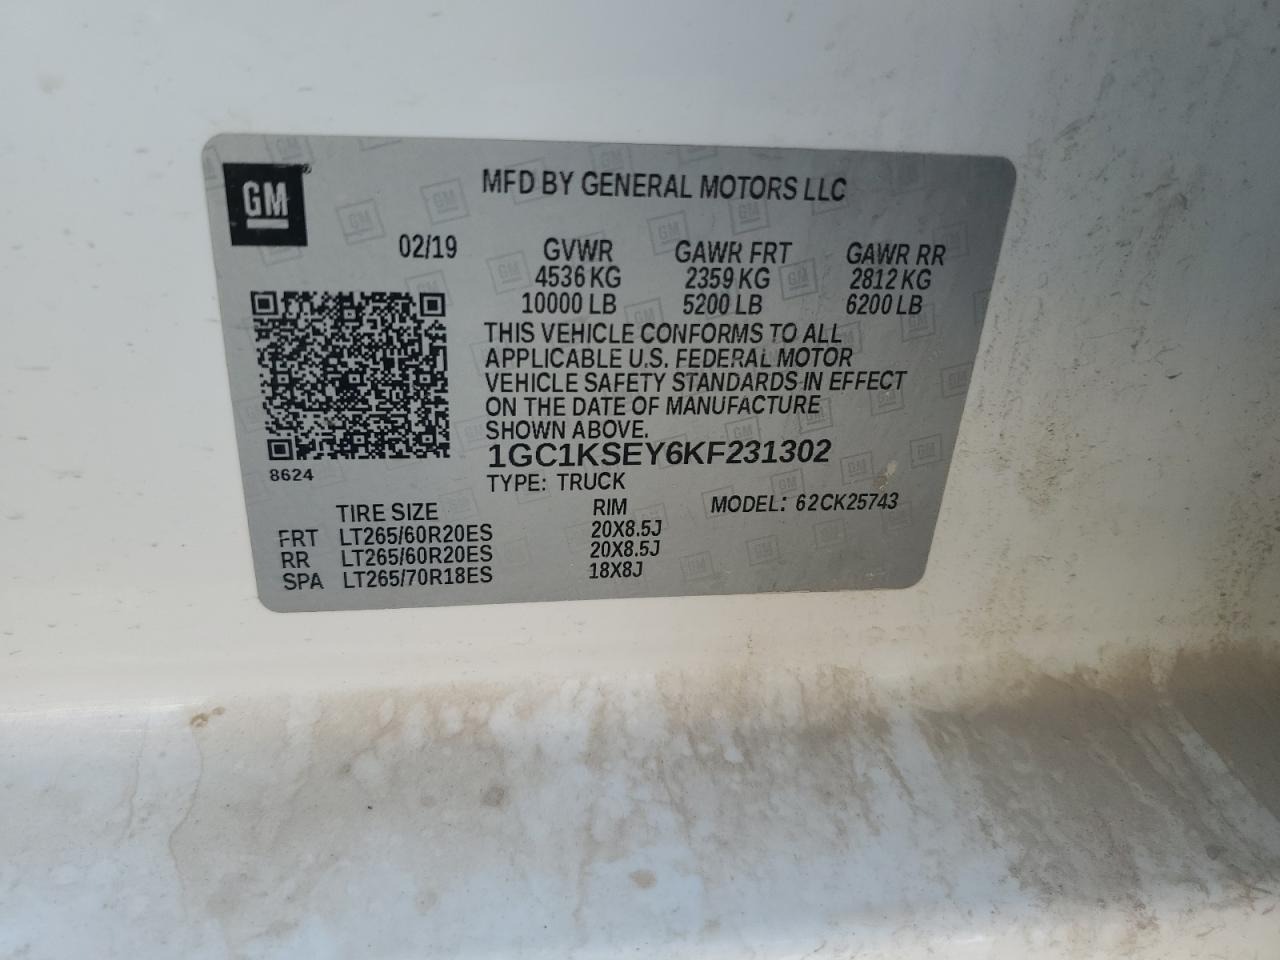 GM
MFD BY GENERAL MOTORS LLC
02/19 GVWR GAWR FRT GAWR RR
4536 KG 2359 KG 2812 KG
10000 LB 5200 LB 6200 LB
THIS VEHICLE CONFORMS TO ALL
APPLICABLE U.S. FEDERAL MOTOR
VEHICLE SAFETY STANDARDS IN EFFECT
ON THE DATE OF MANUFACTURE
SHOWN ABOVE.
1GC1KSEY6KF231302
8624
TYPE: TRUCK
TIRE SIZE RIM MODEL: 62CK25743
FRT LT265/60R20ES 20X8.5J
RR LT265/60R20ES 20X8.5J
SPA LT265/70R18ES 18X8J